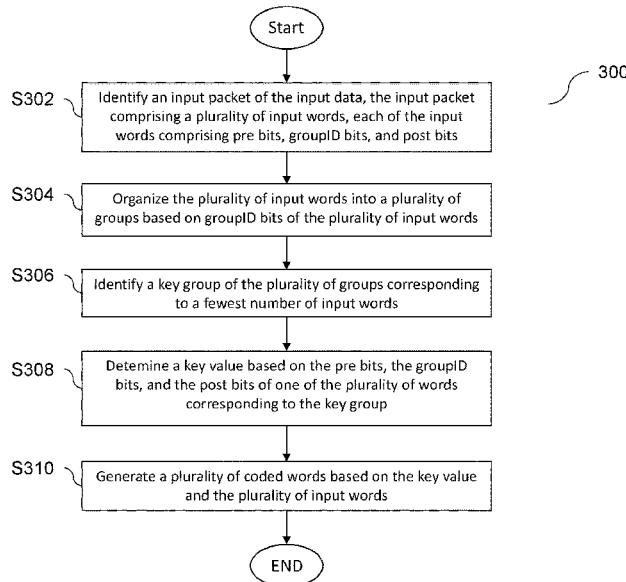 Start
300
S302
Identify an input packet of the input data, the input packet
comprising a plurality of input words, each of the input
words comprising pre bits, groupID bits, and post bits
S304
Organize the plurality of input words into a plurality of
groups based on groupID bits of the plurality of input words
S306
Identify a key group of the plurality of groups corresponding
to a fewest number of input words
S308
Detemine a key value based on the pre bits, the groupID
bits, and the post bits of one of the plurality of words
corresponding to the key group
S310
Generate a plurality of coded words based on the key value
and the plurality of input words
END